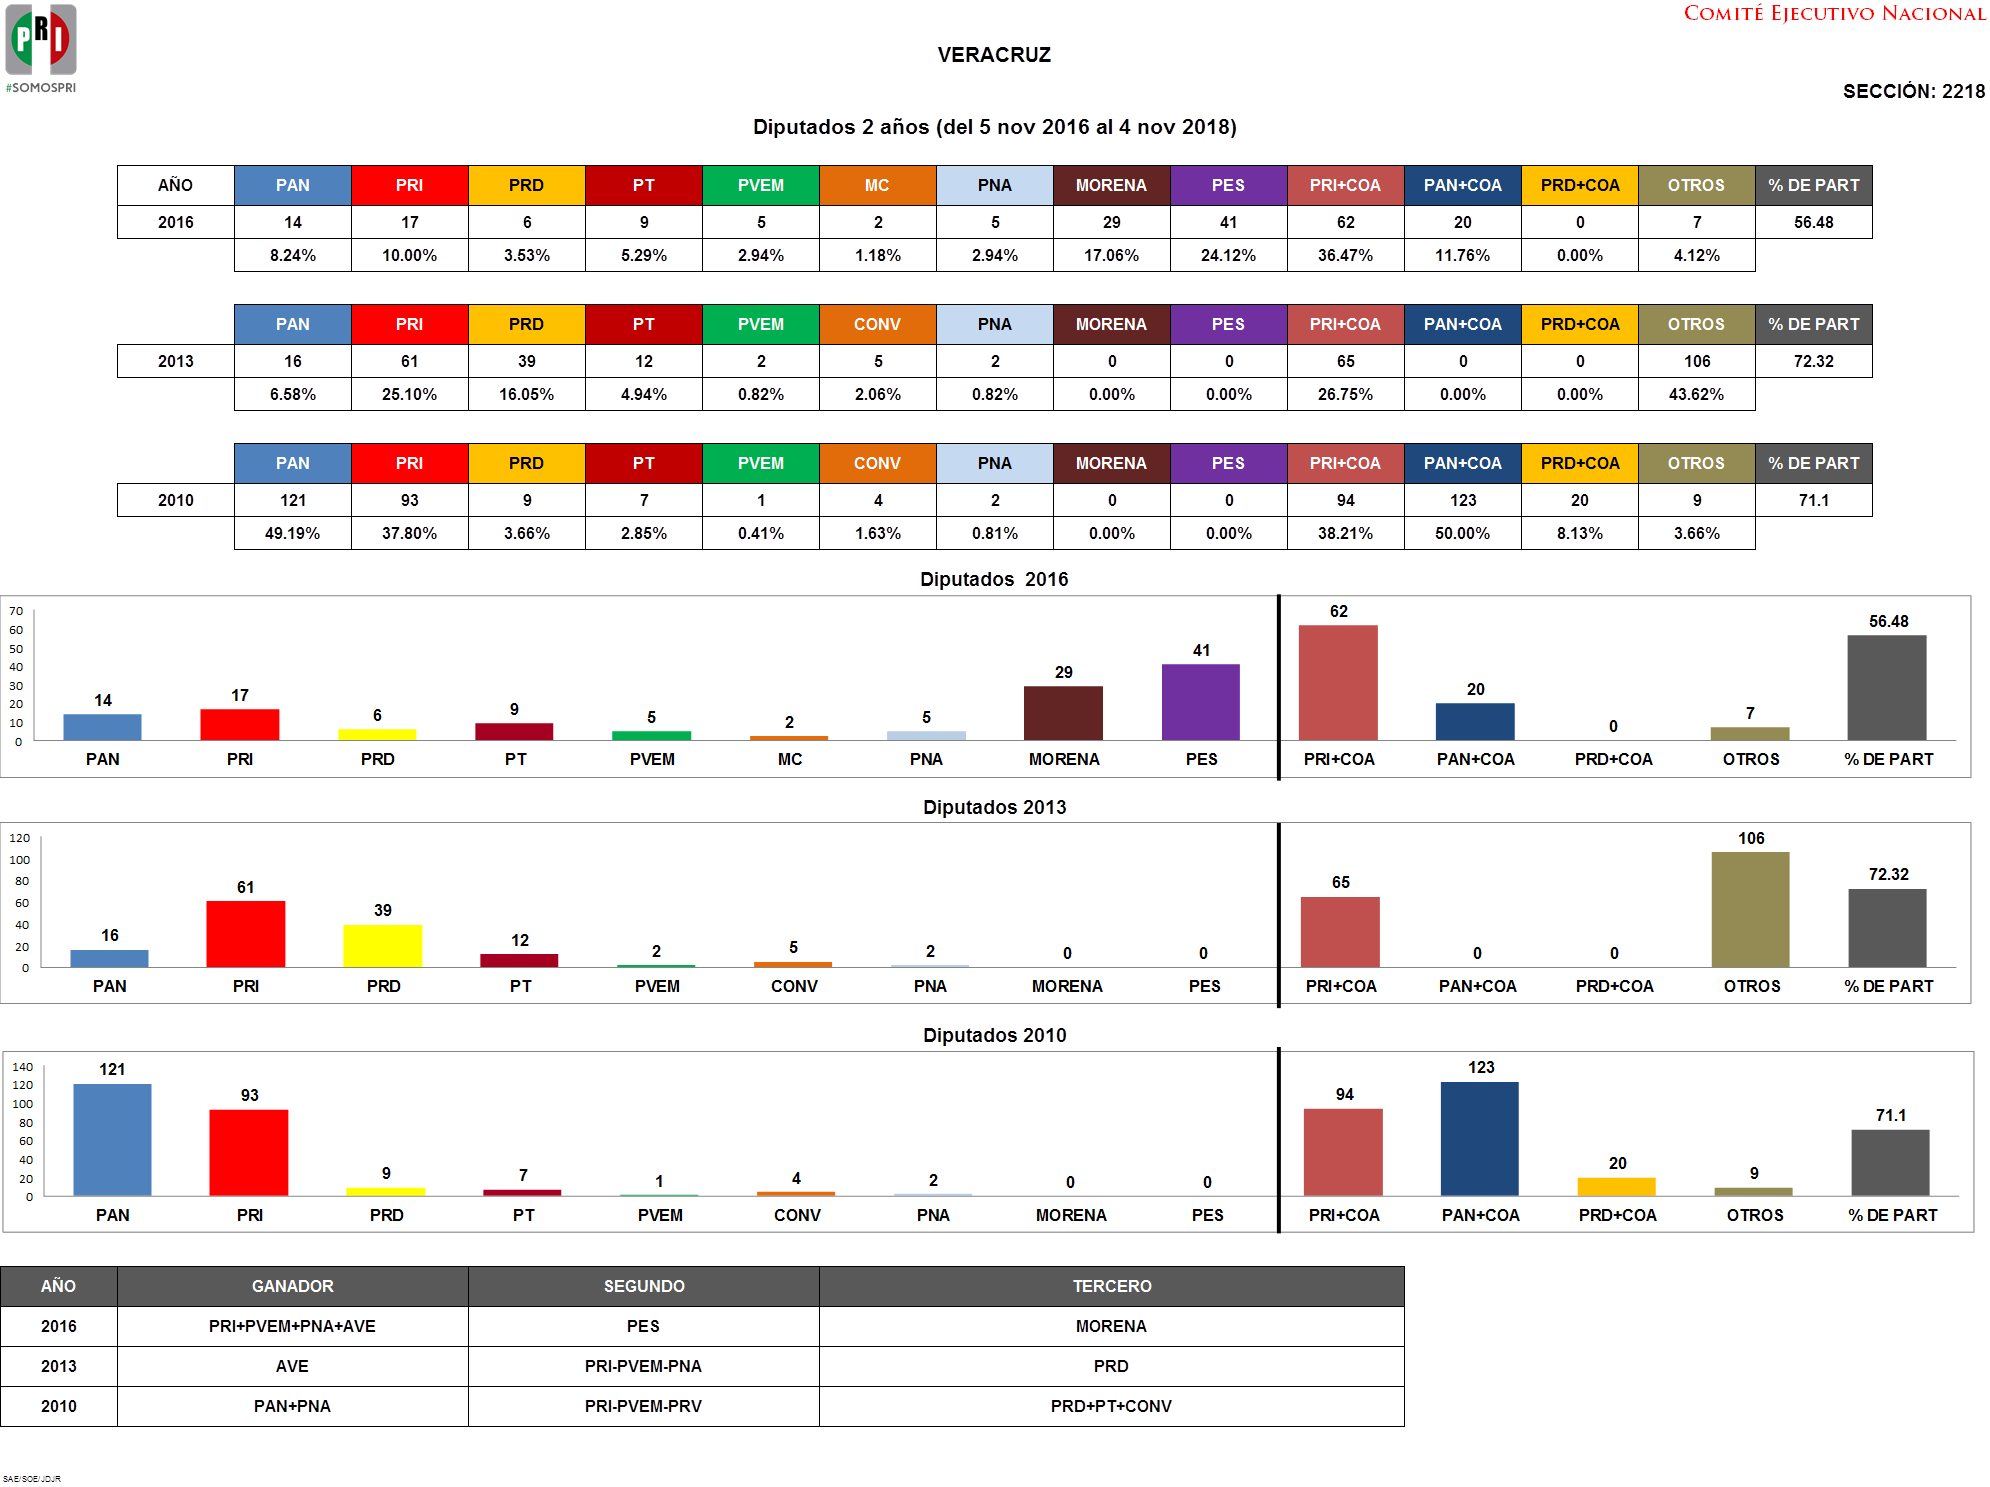 PRI
#SOMOSPRI
COMITÉ EJECUTIVO NACIONAL
VERACRUZ
SECCIÓN: 2218
Diputados 2 años (del 5 nov 2016 al 4 nov 2018)
AÑO PAN PRI PRD PT PVEM MC PNA MORENA PES PRI+COA PAN+COA PRD+COA OTROS % DE PART
2016 14 17 6 9 5 2 5 29 41 62 20 0 7 56.48
8.24% 10.00% 3.53% 5.29% 2.94% 1.18% 2.94% 17.06% 24.12% 36.47% 11.76% 0.00% 4.12%
PAN PRI PRD PT PVEM CONV PNA MORENA PES PRI+COA PAN+COA PRD+COA OTROS % DE PART
2013 16 61 39 12 2 5 2 0 0 65 0 0 106 72.32
6.58% 25.10% 16.05% 4.94% 0.82% 2.06% 0.82% 0.00% 0.00% 26.75% 0.00% 0.00% 43.62%
PAN PRI PRD PT PVEM CONV PNA MORENA PES PRI+COA PAN+COA PRD+COA OTROS % DE PART
2010 121 93 9 7 1 4 2 0 0 94 123 20 9 71.1
49.19% 37.80% 3.66% 2.85% 0.41% 1.63% 0.81% 0.00% 0.00% 38.21% 50.00% 8.13% 3.66%
Diputados 2016
70
60
50
40
30
20
10
0
14 17 6 9 5 2 5 29 41 62 20 0 7 56.48
PAN PRI PRD PT PVEM MC PNA MORENA PES PRI+COA PAN+COA PRD+COA OTROS % DE PART
Diputados 2013
120
100
80
60
40
20
0
16 61 39 12 2 5 2 0 0 65 0 0 106 72.32
PAN PRI PRD PT PVEM CONV PNA MORENA PES PRI+COA PAN+COA PRD+COA OTROS % DE PART
Diputados 2010
140
120
100
80
60
40
20
0
121 93 9 7 1 4 2 0 0 94 123 20 9 71.1
PAN PRI PRD PT PVEM CONV PNA MORENA PES PRI+COA PAN+COA PRD+COA OTROS % DE PART
AÑO GANADOR SEGUNDO TERCERO
2016 PRI+PVEM+PNA+AVE PES MORENA
2013 AVE PRI-PVEM-PNA PRD
2010 PAN+PNA PRI-PVEM-PRV PRD+PT+CONV
SAE/SOE/JDJR